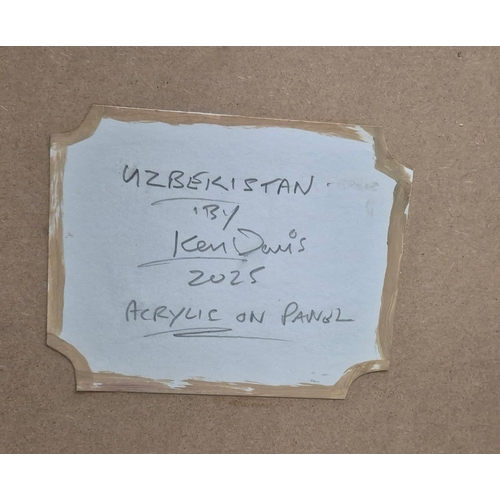 UZBEKISTAN
BY
Ken Davis
2025
ACRYLIC ON PANEL